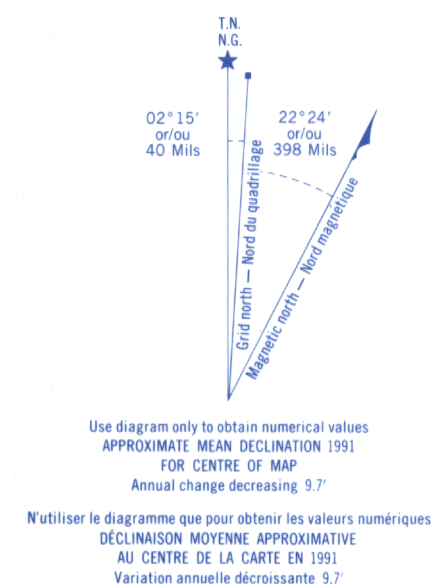 T.N.
N.G.
02°15′
or/ou
40 Mils
22°24′
or/ou
398 Mils
Grid north — Nord du quadrillage
Magnetic north — Nord magnetique
Use diagram only to obtain numerical values
APPROXIMATE MEAN DECLINATION 1991
FOR CENTRE OF MAP
Annual change decreasing 9.7′
N'utiliser le diagramme que pour obtenir les valeurs numériques
DÉCLINAISON MOYENNE APPROXIMATIVE
AU CENTRE DE LA CARTE EN 1991
Variation annuelle décroissante 9.7′